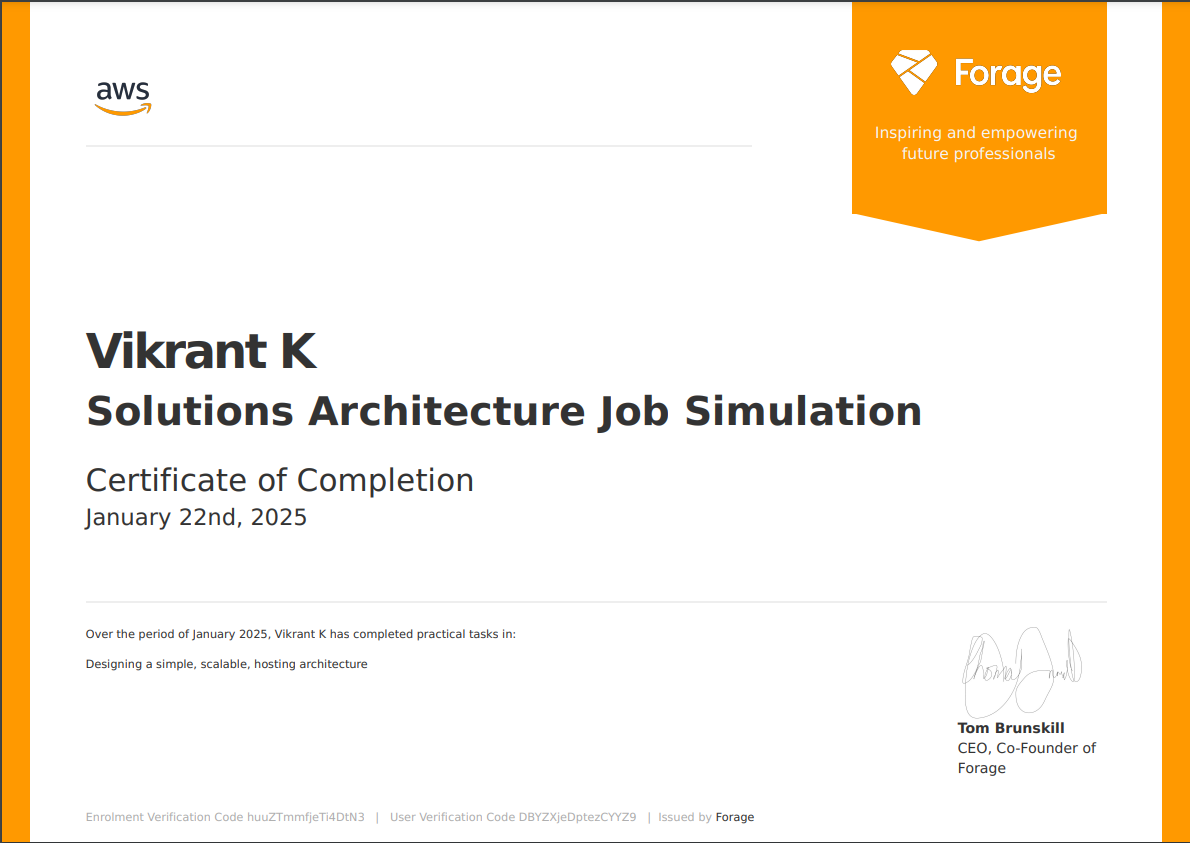 aws
Forage
Inspiring and empowering
future professionals
Vikrant K
Solutions Architecture Job Simulation
Certificate of Completion
January 22nd, 2025
Over the period of January 2025, Vikrant K has completed practical tasks in:
Designing a simple, scalable, hosting architecture
Tom Brunskill
CEO, Co-Founder of
Forage
Enrolment Verification Code huuZTmmfjeTi4DtN3 | User Verification Code DBYZXjeDptezCYYZ9 | Issued by Forage